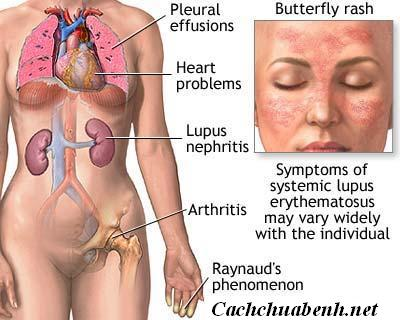 Pleural
effusions
Heart
problems
Lupus
nephritis
Arthritis
Raynaud's
phenomenon
Butterfly rash
Symptoms of
systemic lupus
erythematosus
may vary widely
with the individual
Cachchuabenh.net